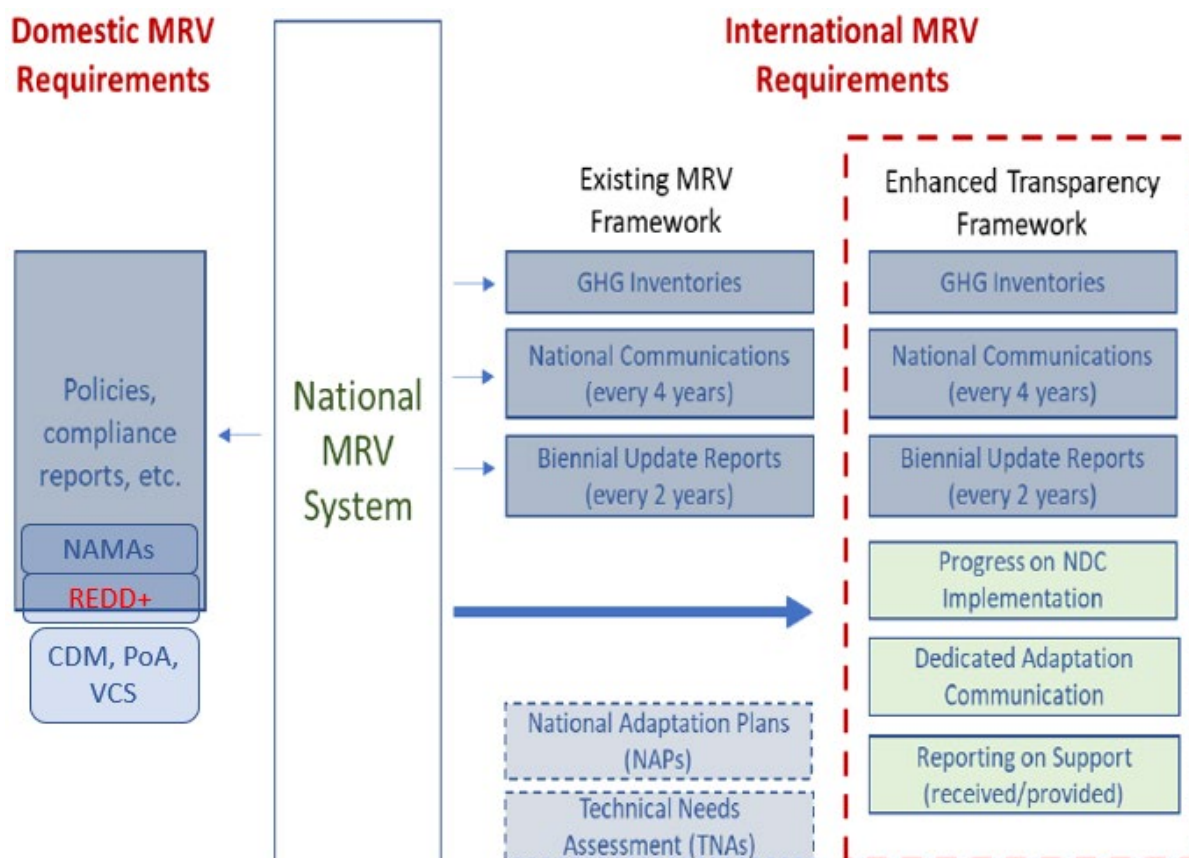 Domestic MRV
Requirements
International MRV
Requirements
Policies,
compliance
reports, etc.
NAMAs
REDD+
CDM, PoA,
VCS
National
MRV
System
Existing MRV
Framework
GHG Inventories
National Communications
(every 4 years)
Biennial Update Reports
(every 2 years)
National Adaptation Plans
(NAPs)
Technical Needs
Assessment (TNAs)
Enhanced Transparency
Framework
GHG Inventories
National Communications
(every 4 years)
Biennial Update Reports
(every 2 years)
Progress on NDC
Implementation
Dedicated Adaptation
Communication
Reporting on Support
(received/provided)